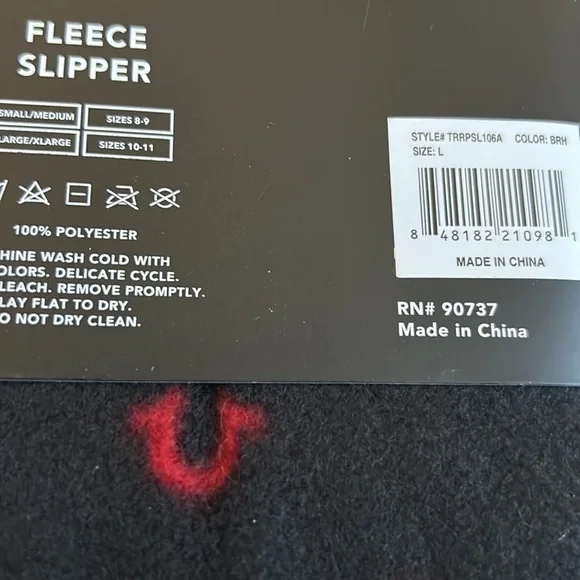 FLEECE
SLIPPER
SMALL/MEDIUM SIZES 8-9
LARGE/XLARGE SIZES 10-11
100% POLYESTER
HINE WASH COLD WITH
OLORS. DELICATE CYCLE.
LEACH. REMOVE PROMPTLY.
LAY FLAT TO DRY.
O NOT DRY CLEAN.
STYLE# TRRPSL106A COLOR: BRH
SIZE: L
8 48182 21098 1
MADE IN CHINA
RN# 90737
Made in China